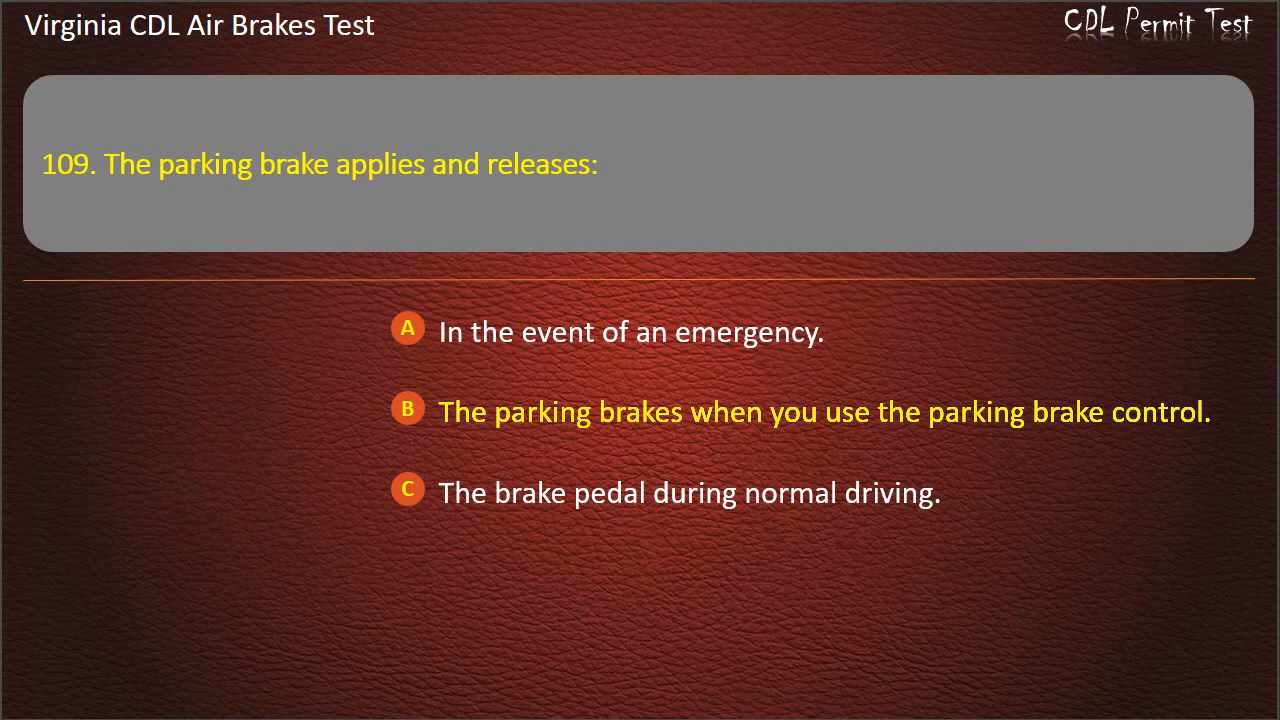 Virginia CDL Air Brakes Test
CDL Permit Test
109. The parking brake applies and releases:
A In the event of an emergency.
B The parking brakes when you use the parking brake control.
C The brake pedal during normal driving.